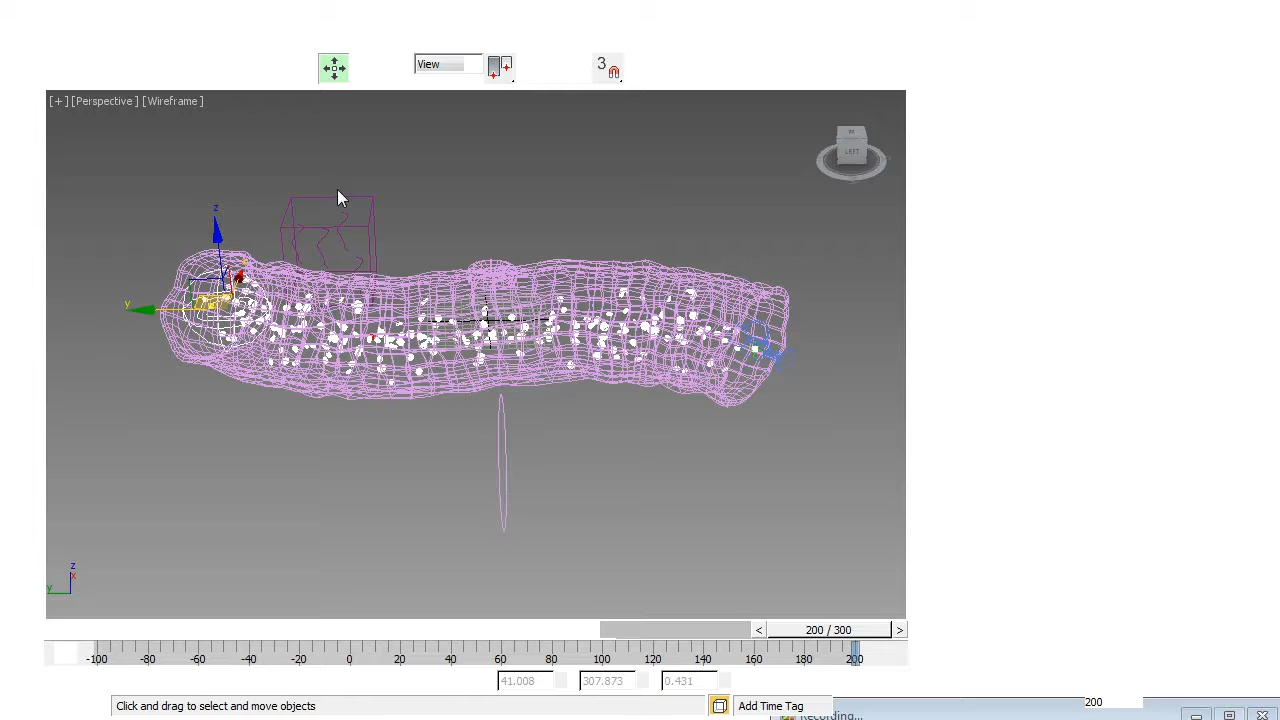 View
3
[+][Perspective][Wireframe]
LEFT
z
y
z
x
y
<
200 / 300
>
-100 -80 -60 -40 -20 0 20 40 60 80 100 120 140 160 180 200
41.008 307.873 0.431
Click and drag to select and move objects
Add Time Tag
200
Recording...